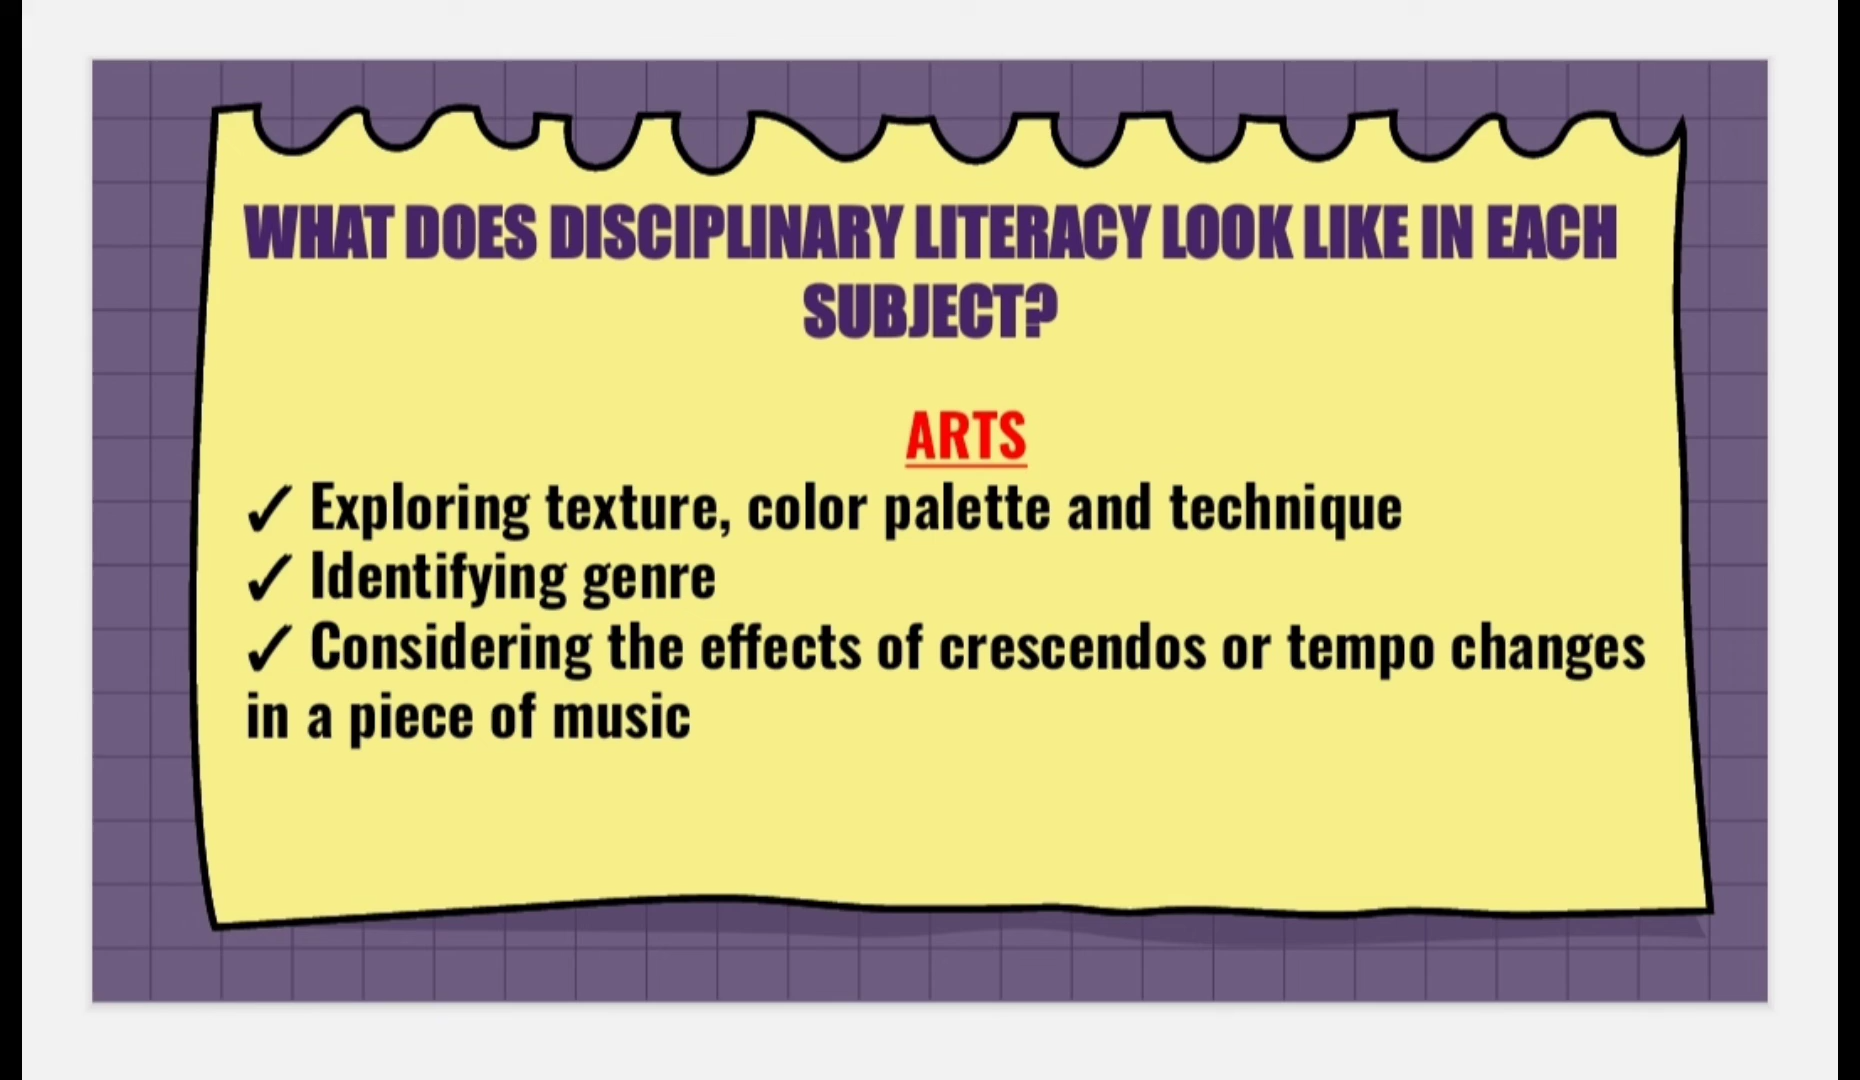 WHAT DOES DISCIPLINARY LITERACY LOOK LIKE IN EACH
SUBJECT?
ARTS
✓ Exploring texture, color palette and technique
✓ Identifying genre
✓ Considering the effects of crescendos or tempo changes
in a piece of music